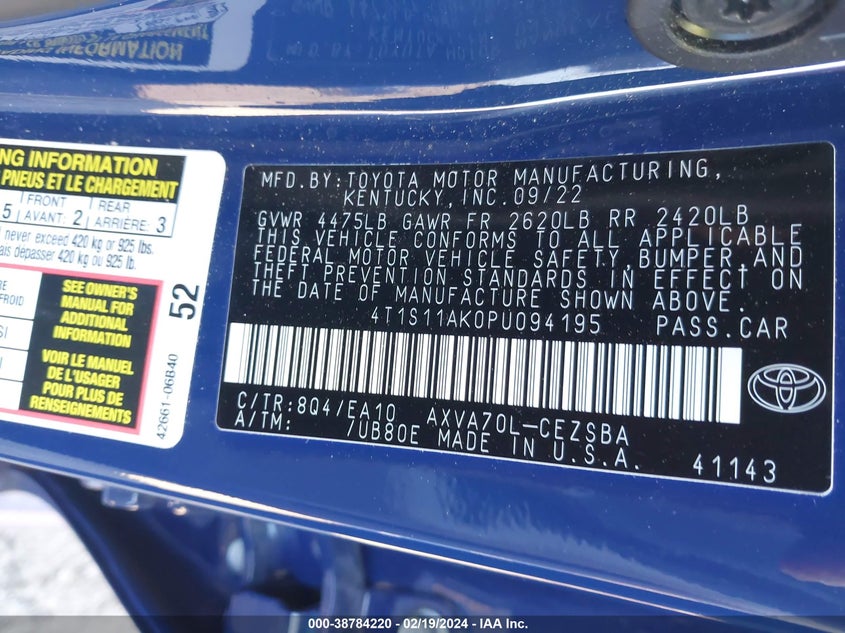 NG INFORMATION
PNEUS ET LE CHARGEMENT
5 FRONT AVANT: 2 REAR ARRIÈRE: 3
never exceed 420 kg or 925 lbs.
ais dépasser 420 kg ou 925 lb.
SEE OWNER'S
MANUAL FOR
ADDITIONAL
INFORMATION
VOIR LE MANUEL
DE L'USAGER
POUR PLUS DE
RENSEIGNEMENTS
52
42661-06B40
MFD.BY:TOYOTA MOTOR MANUFACTURING,
KENTUCKY,INC.09/22
GVWR 4475LB GAWR FR 2620LB RR 2420LB
THIS VEHICLE CONFORMS TO ALL APPLICABLE
FEDERAL MOTOR VEHICLE SAFETY,BUMPER,AND
THEFT PREVENTION STANDARDS IN EFFECT ON
THE DATE OF MANUFACTURE SHOWN ABOVE.
4T1S11AK0PU094195 PASS.CAR
C/TR:8Q4/EA10 AXVA70L-CEZSBA
A/TM: 7UB80E MADE IN U.S.A.
41143
000-38784220 - 02/19/2024 - IAA Inc.